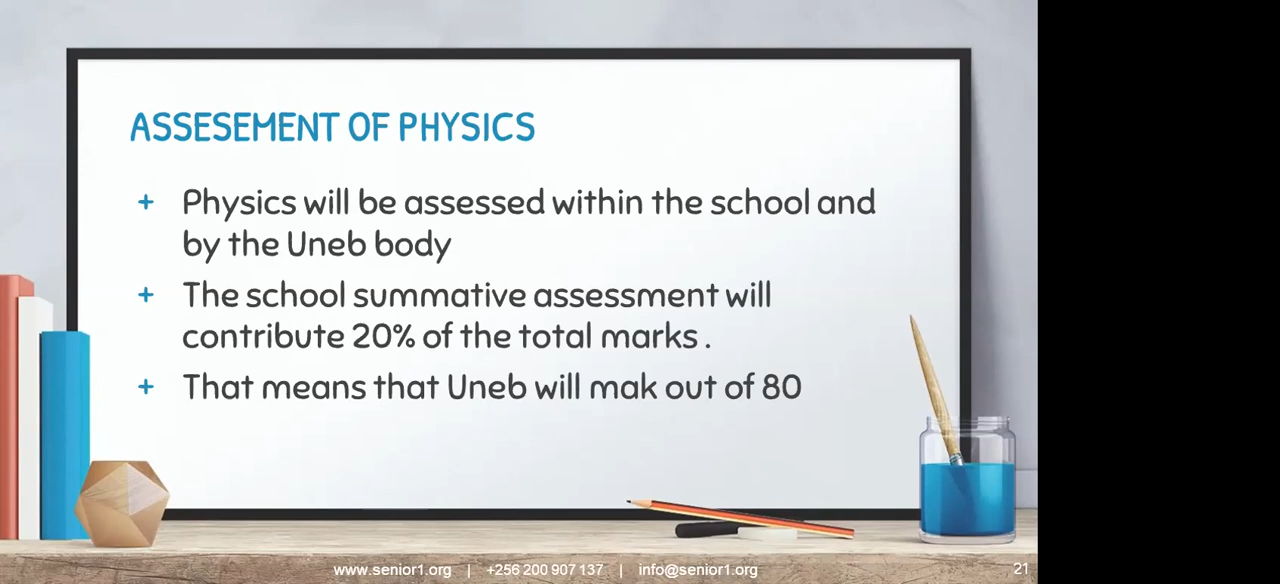 ASSESEMENT OF PHYSICS
+ Physics will be assessed within the school and
by the Uneb body
+ The school summative assessment will
contribute 20% of the total marks .
+ That means that Uneb will mak out of 80
www.senior1.org | +256 200 907 137 | info@senior1.org
21